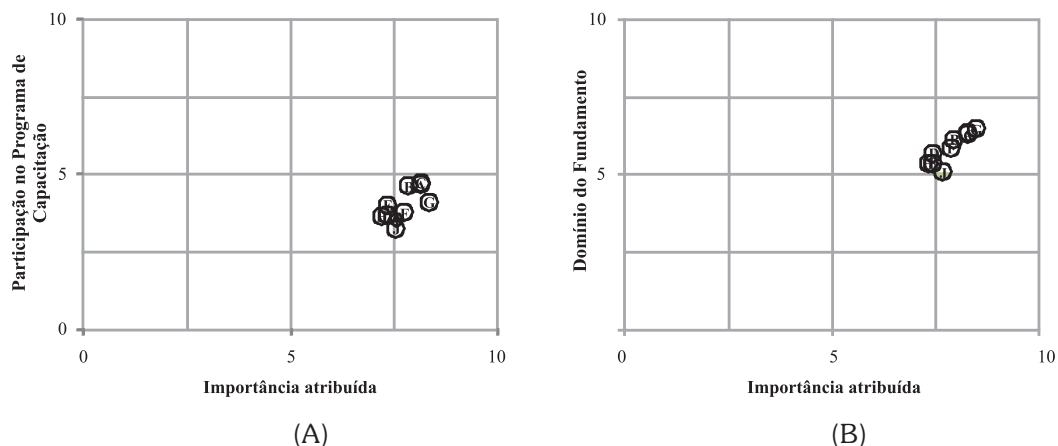 10
10
Participação no Programa de
Capacitação
Domínio do Fundamento
5
5
B
A
G
E
F
J
G
J
0
0
0
5
10
0
5
10
Importância atribuída
Importância atribuída
(A)
(B)